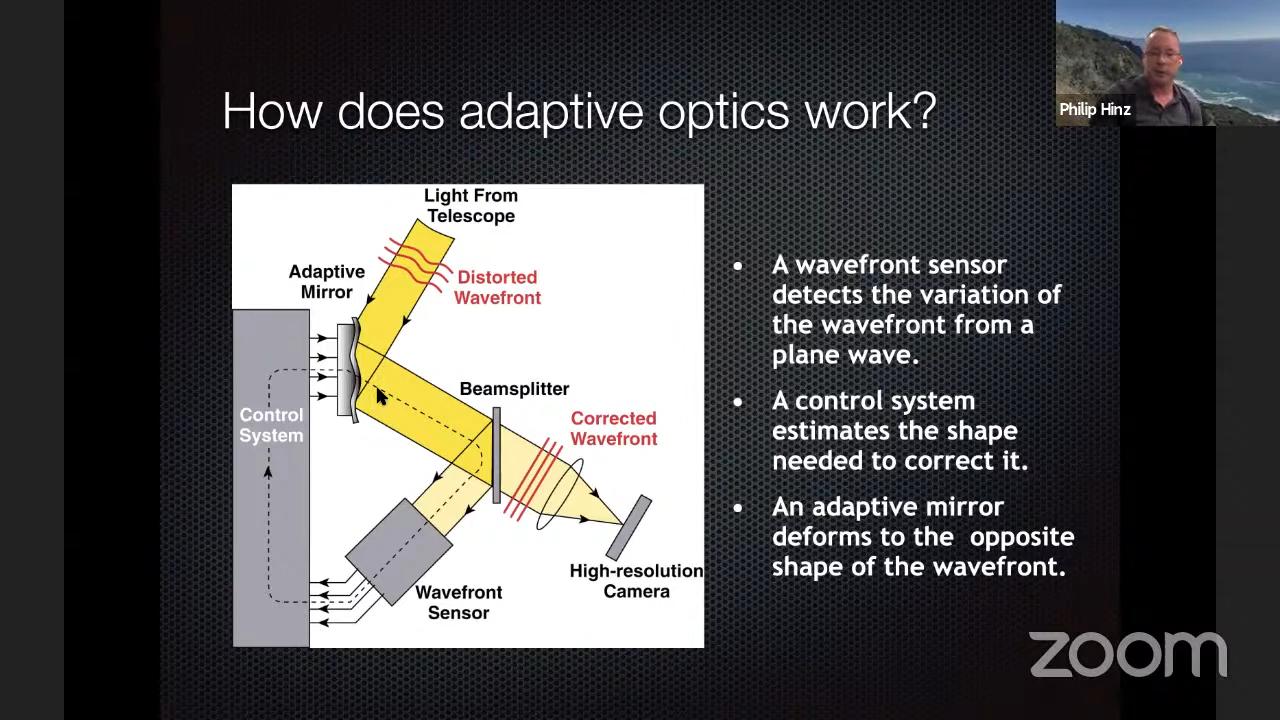 How does adaptive optics work?
Philip Hinz
Light From
Telescope
Adaptive
Mirror
Distorted
Wavefront
Control
System
Beamsplitter
Corrected
Wavefront
High-resolution
Camera
Wavefront
Sensor
• A wavefront sensor
detects the variation of
the wavefront from a
plane wave.
• A control system
estimates the shape
needed to correct it.
• An adaptive mirror
deforms to the opposite
shape of the wavefront.
zoom